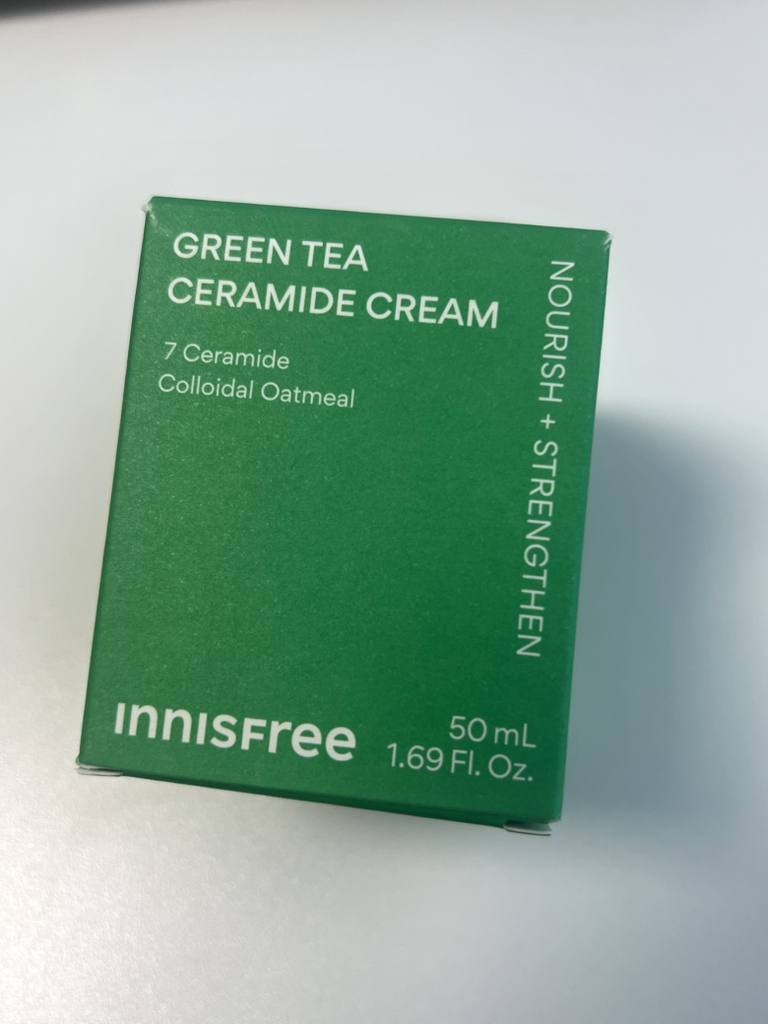 GREEN TEA
CERAMIDE CREAM
7 Ceramide
Colloidal Oatmeal
NOURISH + STRENGTHEN
innisFree
50 mL
1.69 Fl. Oz.